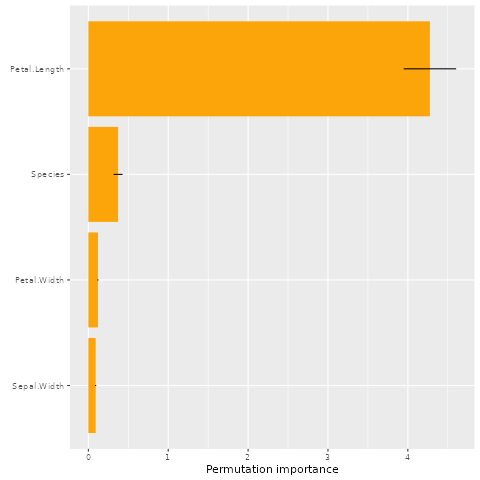 Petal.Length
Species
Petal.Width
Sepal.Width
0 1 2 3 4
Permutation importance